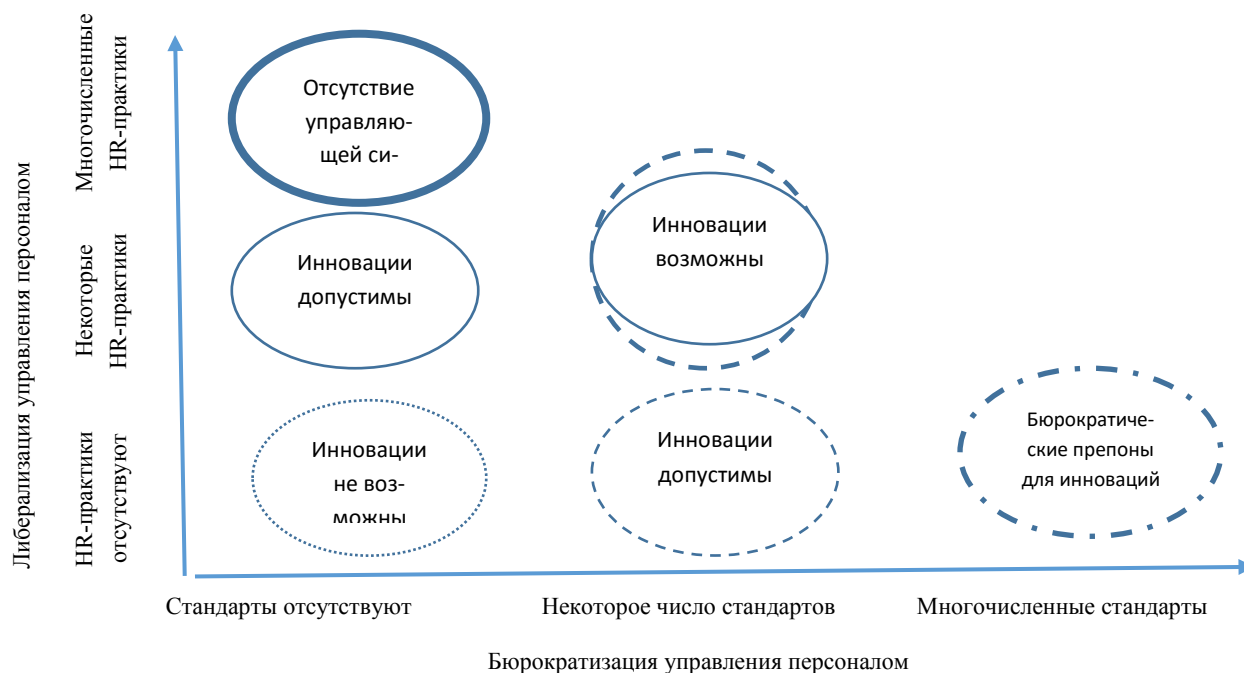 Либерализация управления персоналом
Многочисленные
HR-практики
Некоторые
HR-практики
HR-практики
отсутствуют
Отсутствие
управляю-
щей си-
Инновации
допустимы
Инновации
возможны
Инновации
не воз-
можны
Инновации
допустимы
Бюрократиче-
ские препоны
для инноваций
Стандарты отсутствуют
Некоторое число стандартов
Многочисленные стандарты
Бюрократизация управления персоналом